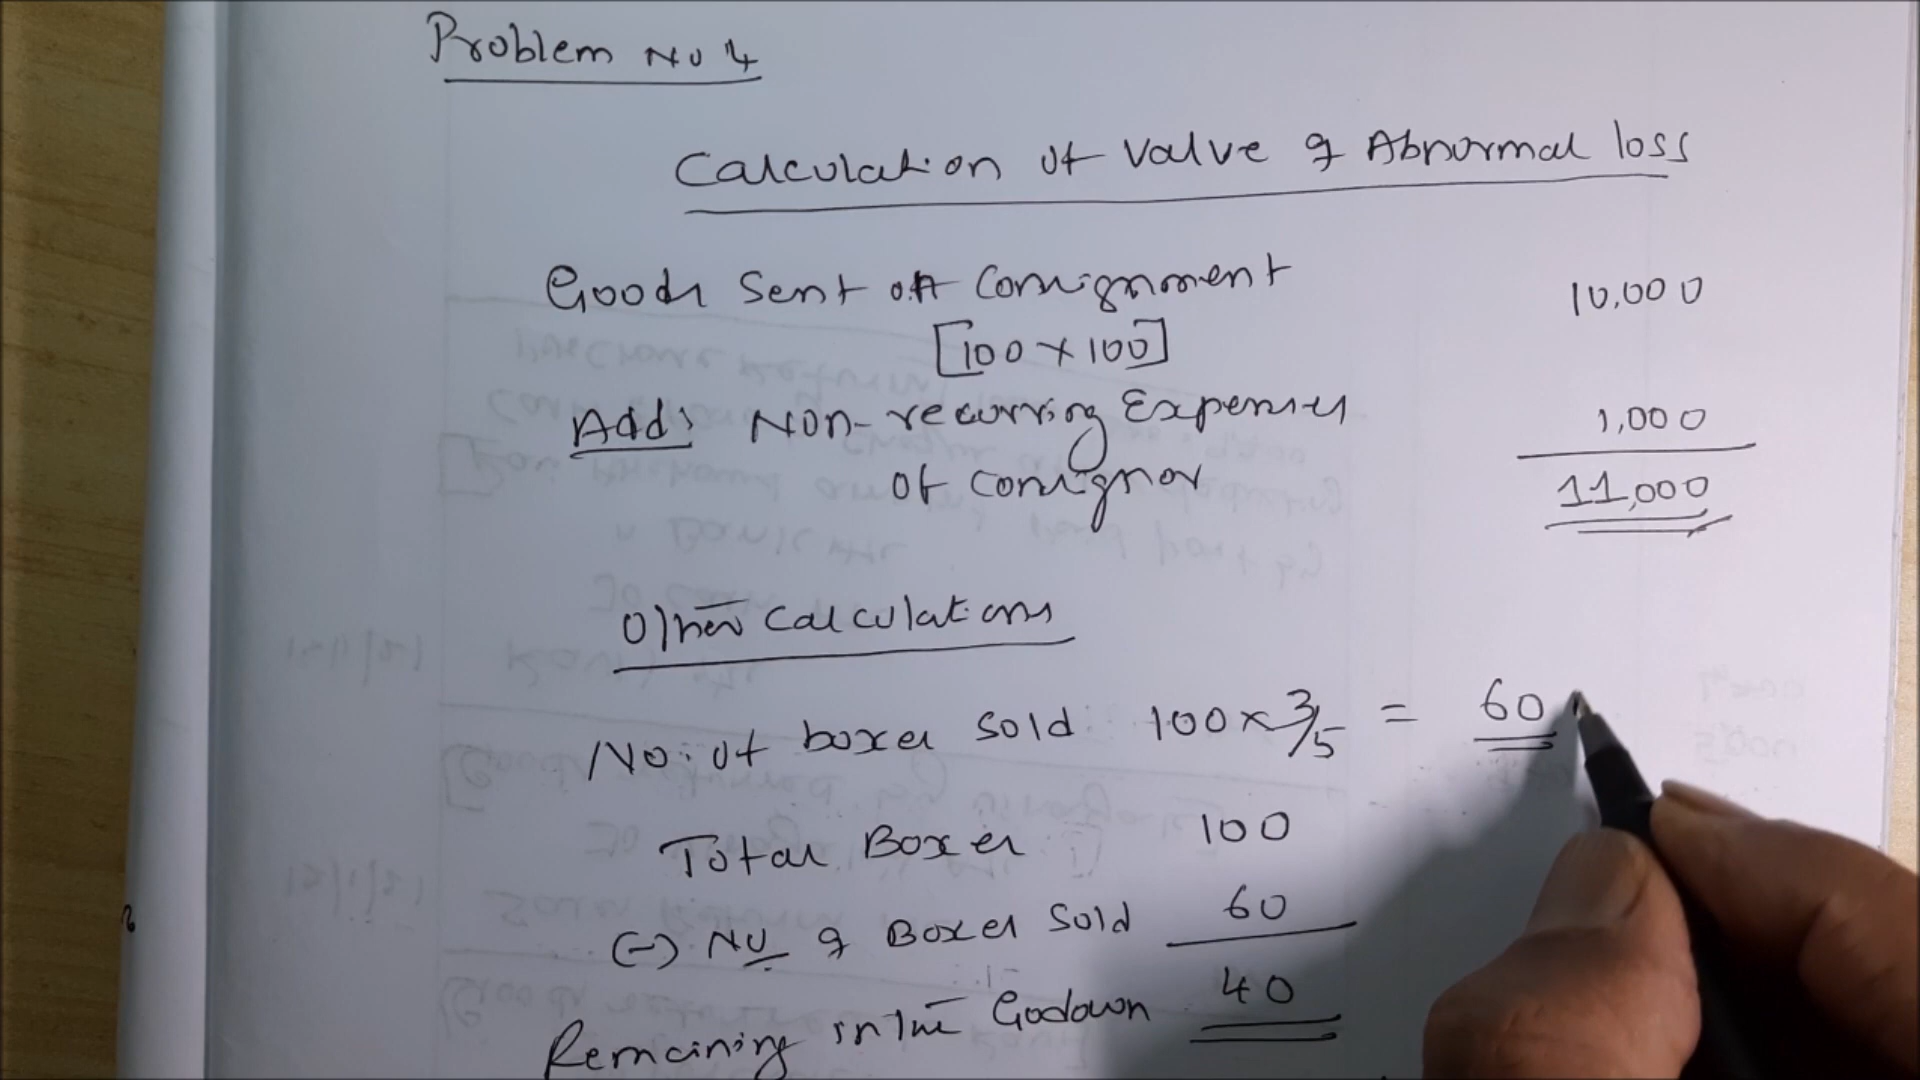 Problem No 4
Calculation of Value of Abnormal loss
Goods Sent on Consignment 10,000
[100 × 100]
Add: Non-recurring Expenses 1,000
of consignor 11,000
Other Calculations
No: of boxes sold 100 × 3/5 = 60
Total Boxes 100
(-) No of Boxes Sold 60
Remaining in the Godown 40